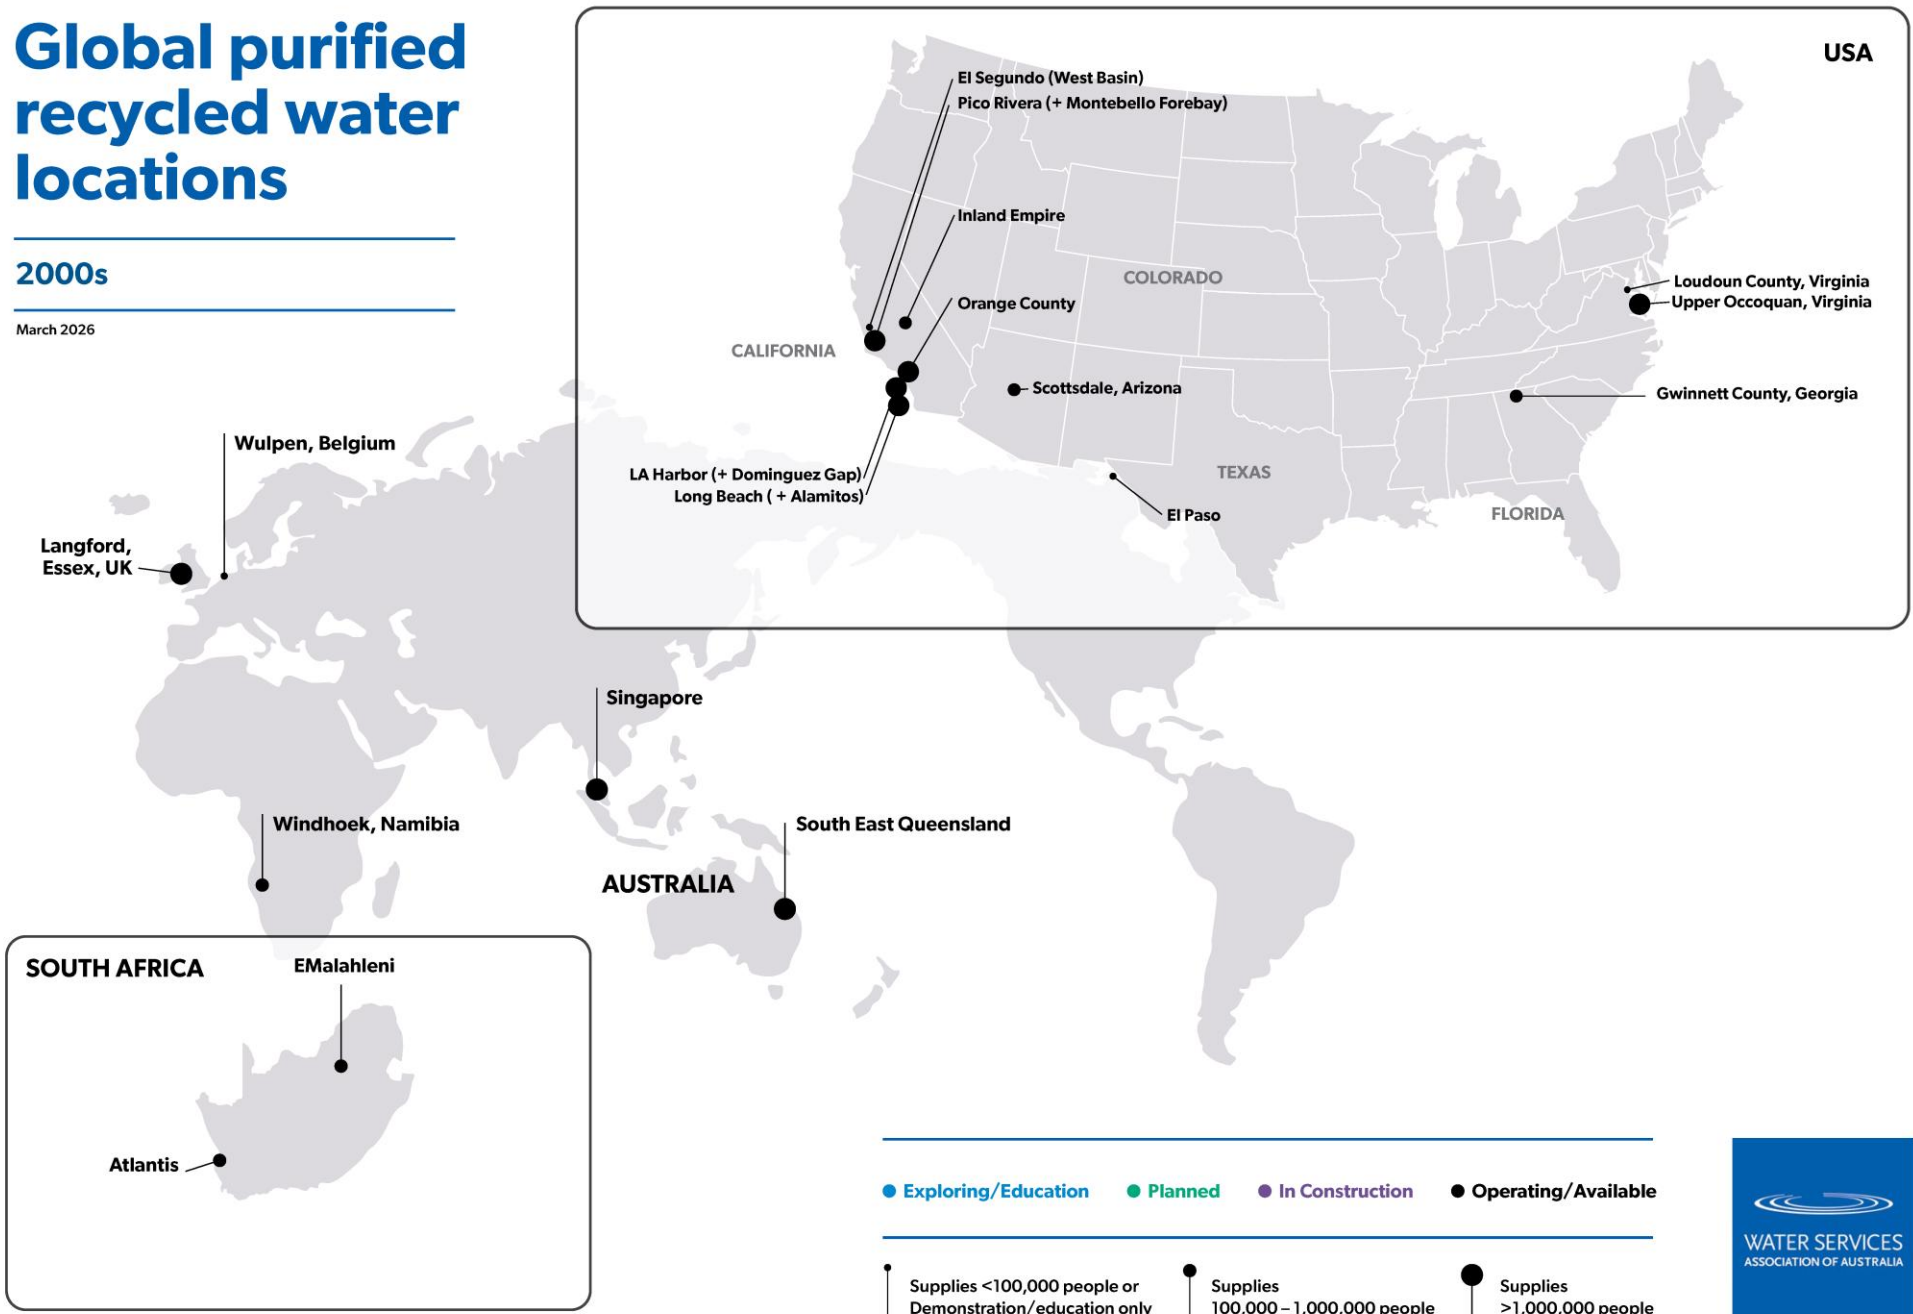 Global purified
recycled water
locations
2000s
March 2026
USA
El Segundo (West Basin)
Pico Rivera (+ Montebello Forebay)
Inland Empire
COLORADO
Orange County
CALIFORNIA
Loudoun County, Virginia
Upper Occoquan, Virginia
Scottsdale, Arizona
Gwinnett County, Georgia
LA Harbor (+ Dominguez Gap)
Long Beach ( + Alamitos)
TEXAS
El Paso
FLORIDA
Wulpen, Belgium
Langford,
Essex, UK
Singapore
Windhoek, Namibia
South East Queensland
AUSTRALIA
SOUTH AFRICA
EMalahleni
Atlantis
Exploring/Education
Planned
In Construction
Operating/Available
Supplies <100,000 people or
Demonstration/education only
Supplies
100,000 – 1,000,000 people
Supplies
>1,000,000 people
WATER SERVICES
ASSOCIATION OF AUSTRALIA